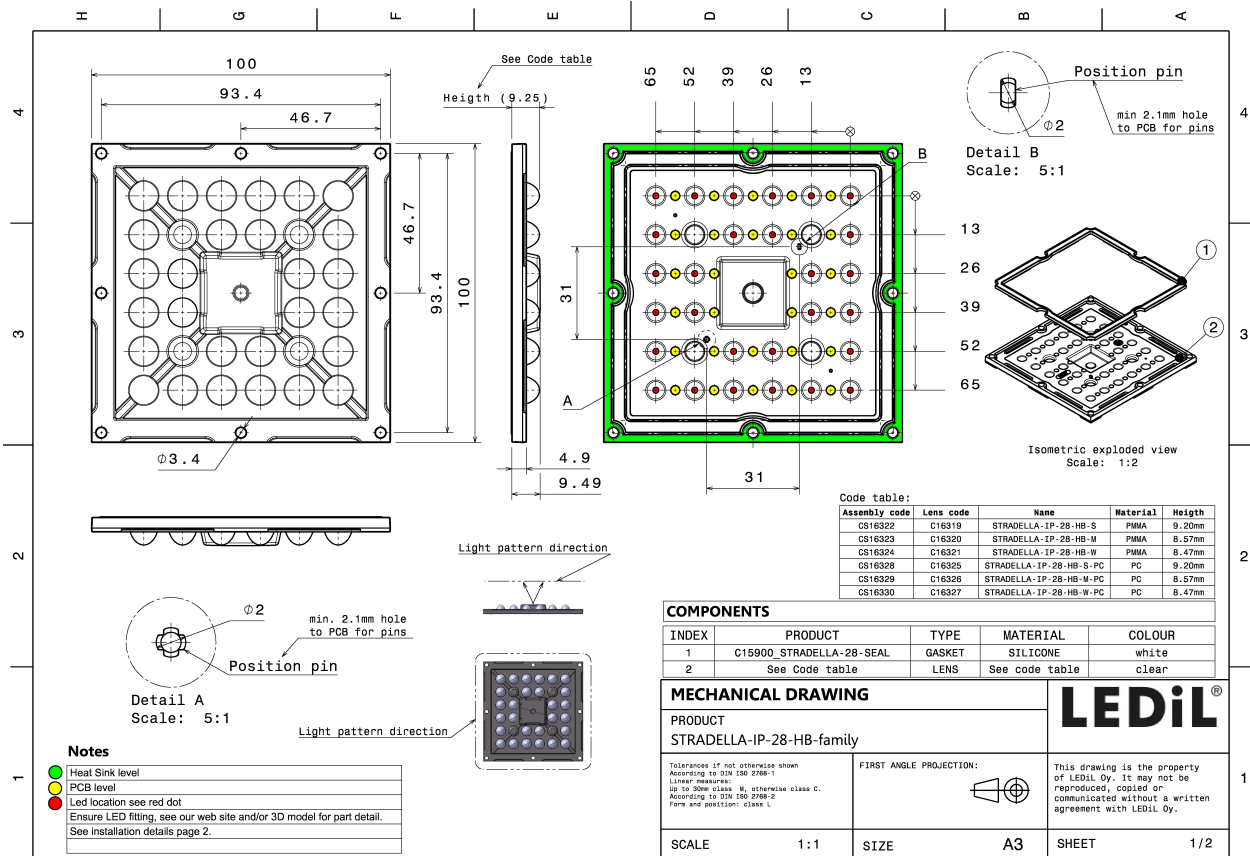 H G F E D C B A
4
3
2
1
100
93.4
46.7
46.7
93.4
100
Φ3.4
See Code table
Heigth (9.25)
4.9
9.49
65 52 39 26 13
B
A
31
31
13
26
39
52
65
Position pin
min 2.1mm hole
to PCB for pins
Φ2
Detail B
Scale: 5:1
4
3
2
1
1
2
Isometric exploded view
Scale: 1:2
Light pattern direction
Φ2
min. 2.1mm hole
to PCB for pins
Position pin
Detail A
Scale: 5:1
Light pattern direction
Code table:
Assembly code Lens code Name Material Heigth
CS16322 C16319 STRADELLA-IP-28-HB-S PMMA 9.20mm
CS16323 C16320 STRADELLA-IP-28-HB-M PMMA 8.57mm
CS16324 C16321 STRADELLA-IP-28-HB-W PMMA 8.47mm
CS16328 C16325 STRADELLA-IP-28-HB-S-PC PC 9.20mm
CS16329 C16326 STRADELLA-IP-28-HB-M-PC PC 8.57mm
CS16330 C16327 STRADELLA-IP-28-HB-W-PC PC 8.47mm
COMPONENTS
INDEX PRODUCT TYPE MATERIAL COLOUR
1 C15900_STRADELLA-28-SEAL GASKET SILICONE white
2 See Code table LENS See code table clear
MECHANICAL DRAWING
PRODUCT
STRADELLA-IP-28-HB-family
LEDiL®
Tolerances if not otherwise shown
According to DIN ISO 2768-1
Linear measures:
Up to 30mm class M, otherwise class C.
According to DIN ISO 2768-2
Form and position: class L
FIRST ANGLE PROJECTION:
This drawing is the property
of LEDiL Oy. It may not be
reproduced, copied or
communicated without a written
agreement with LEDiL Oy.
SCALE 1:1
SIZE A3
SHEET 1/2
Notes
Heat Sink level
PCB level
Led location see red dot
Ensure LED fitting, see our web site and/or 3D model for part detail.
See installation details page 2.